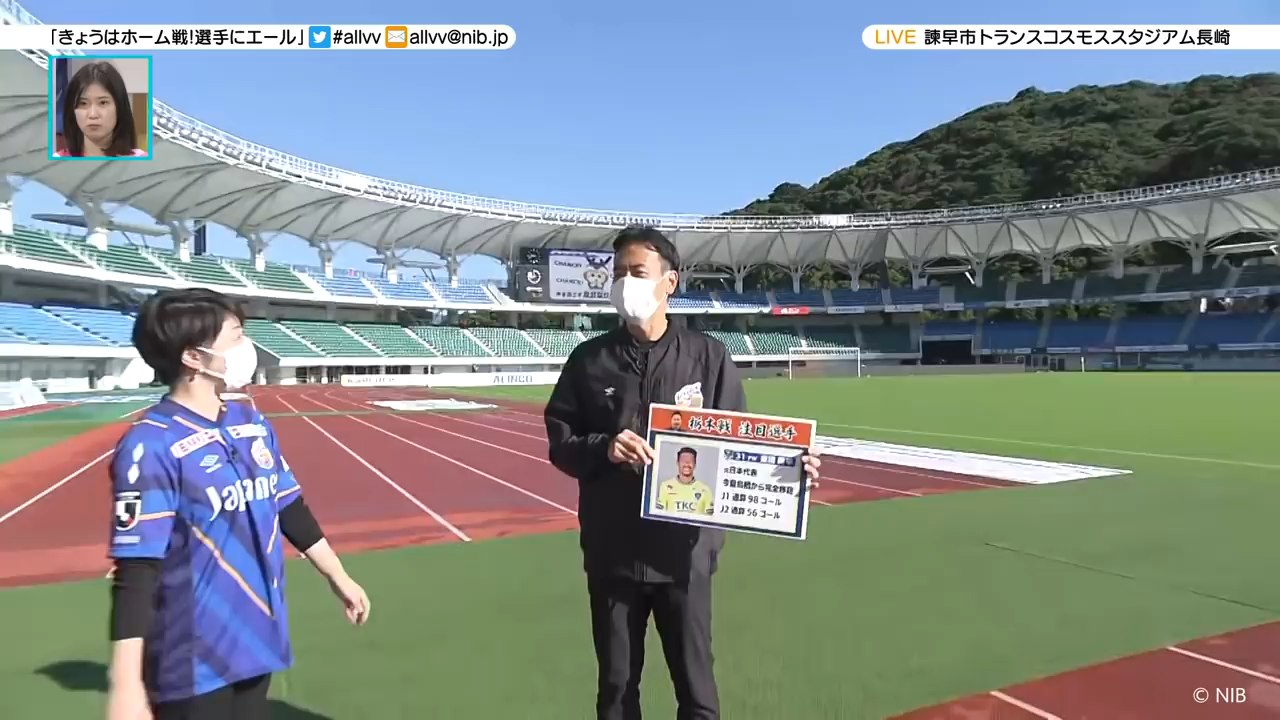 「きょうはホーム戦!選手にエール」 #allvv allvv@nib.jp
LIVE 諫早市トランスコスモススタジアム長崎
栃木戦 注目選手
31 FW
元日本代表
今夏鳥栖から完全移籍
J1 通算 98 ゴール
J2 通算 56 ゴール
TKC
Japanet
ALINCO
© NIB